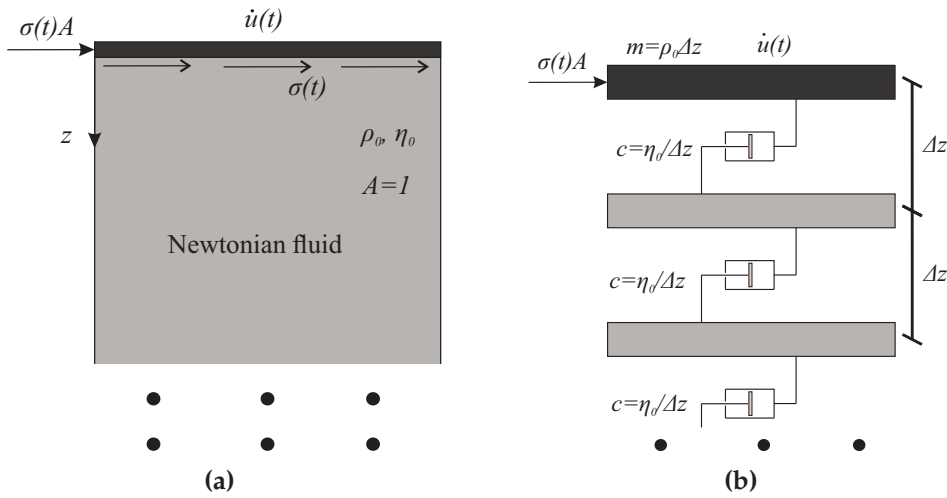 u̇(t)
σ(t)A
σ(t)
z
ρ₀, η₀
A=1
Newtonian fluid
(a)
m=ρ₀Δz
u̇(t)
σ(t)A
c=η₀/Δz
Δz
c=η₀/Δz
Δz
c=η₀/Δz
(b)